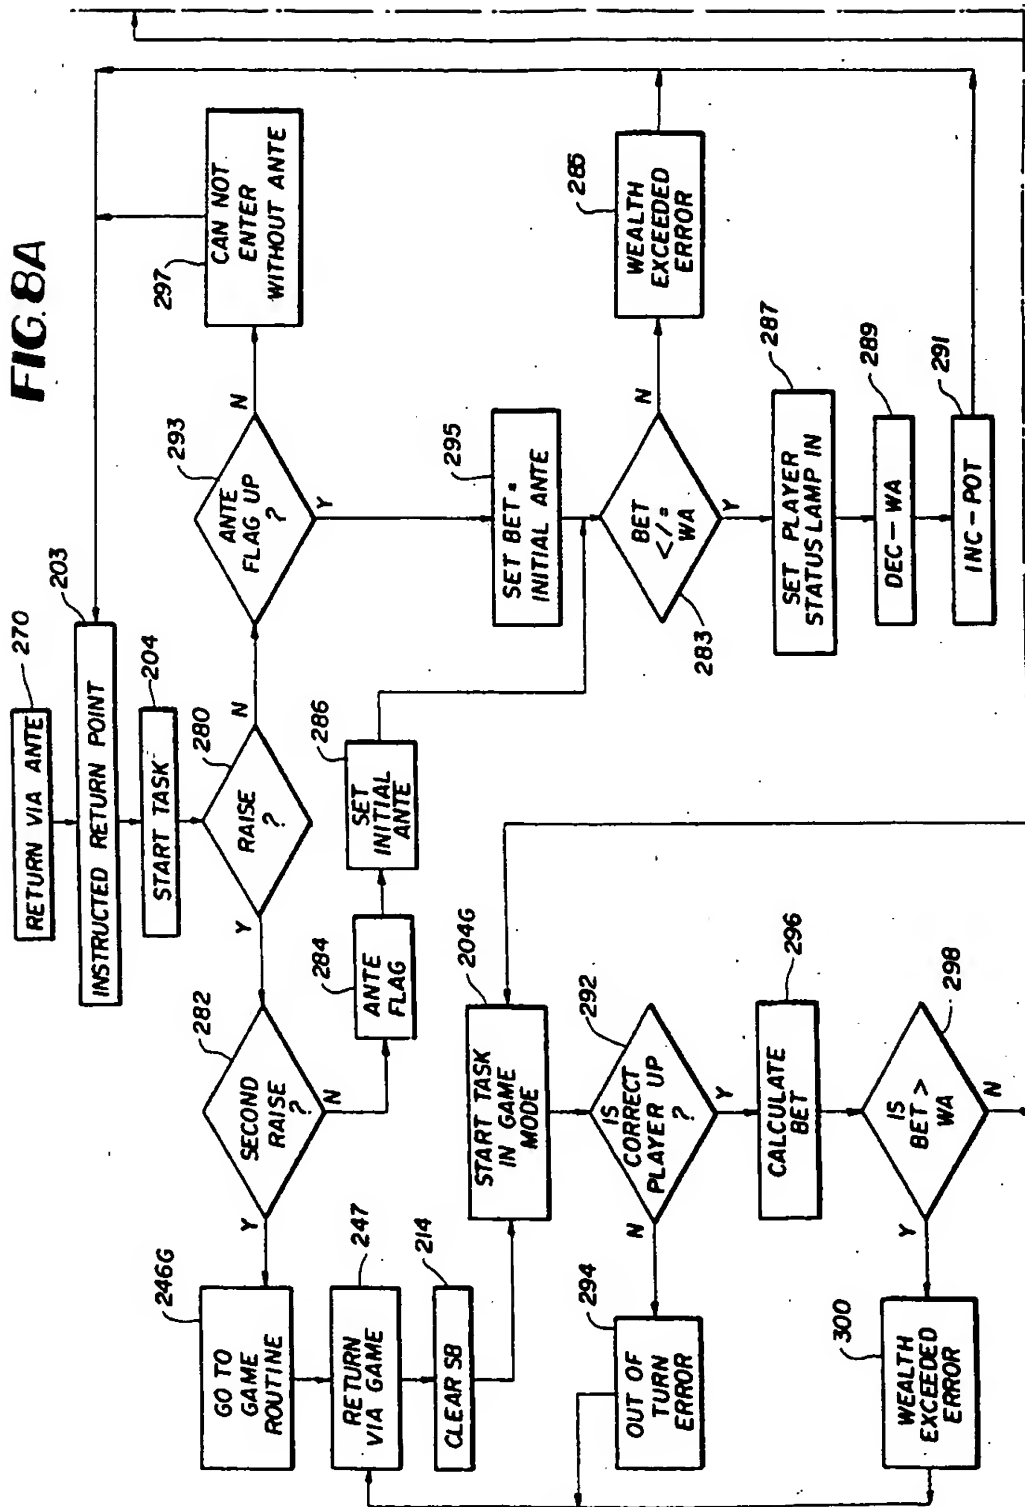 FIG. 8A
RETURN VIA ANTE
270
INSTRUCTED RETURN POINT
203
START TASK
204
RAISE
?
280
Y
N
SECOND
RAISE
?
282
Y
N
ANTE
FLAG UP
?
293
N
Y
CAN NOT
ENTER
WITHOUT ANTE
297
ANTE
FLAG
284
SET
INITIAL
ANTE
286
SET BET =
INITIAL ANTE
295
BET
</=
WA
283
N
Y
WEALTH
EXCEEDED
ERROR
285
SET PLAYER
STATUS LAMP IN
287
DEC-WA
289
INC-POT
291
GO TO
GAME
ROUTINE
246G
RETURN
VIA GAME
247
CLEAR SB
214
START TASK
IN GAME
MODE
204G
IS
CORRECT
PLAYER UP
?
292
N
Y
OUT OF
TURN
ERROR
294
CALCULATE
BET
296
IS
BET >
WA
298
Y
N
WEALTH
EXCEEDED
ERROR
300